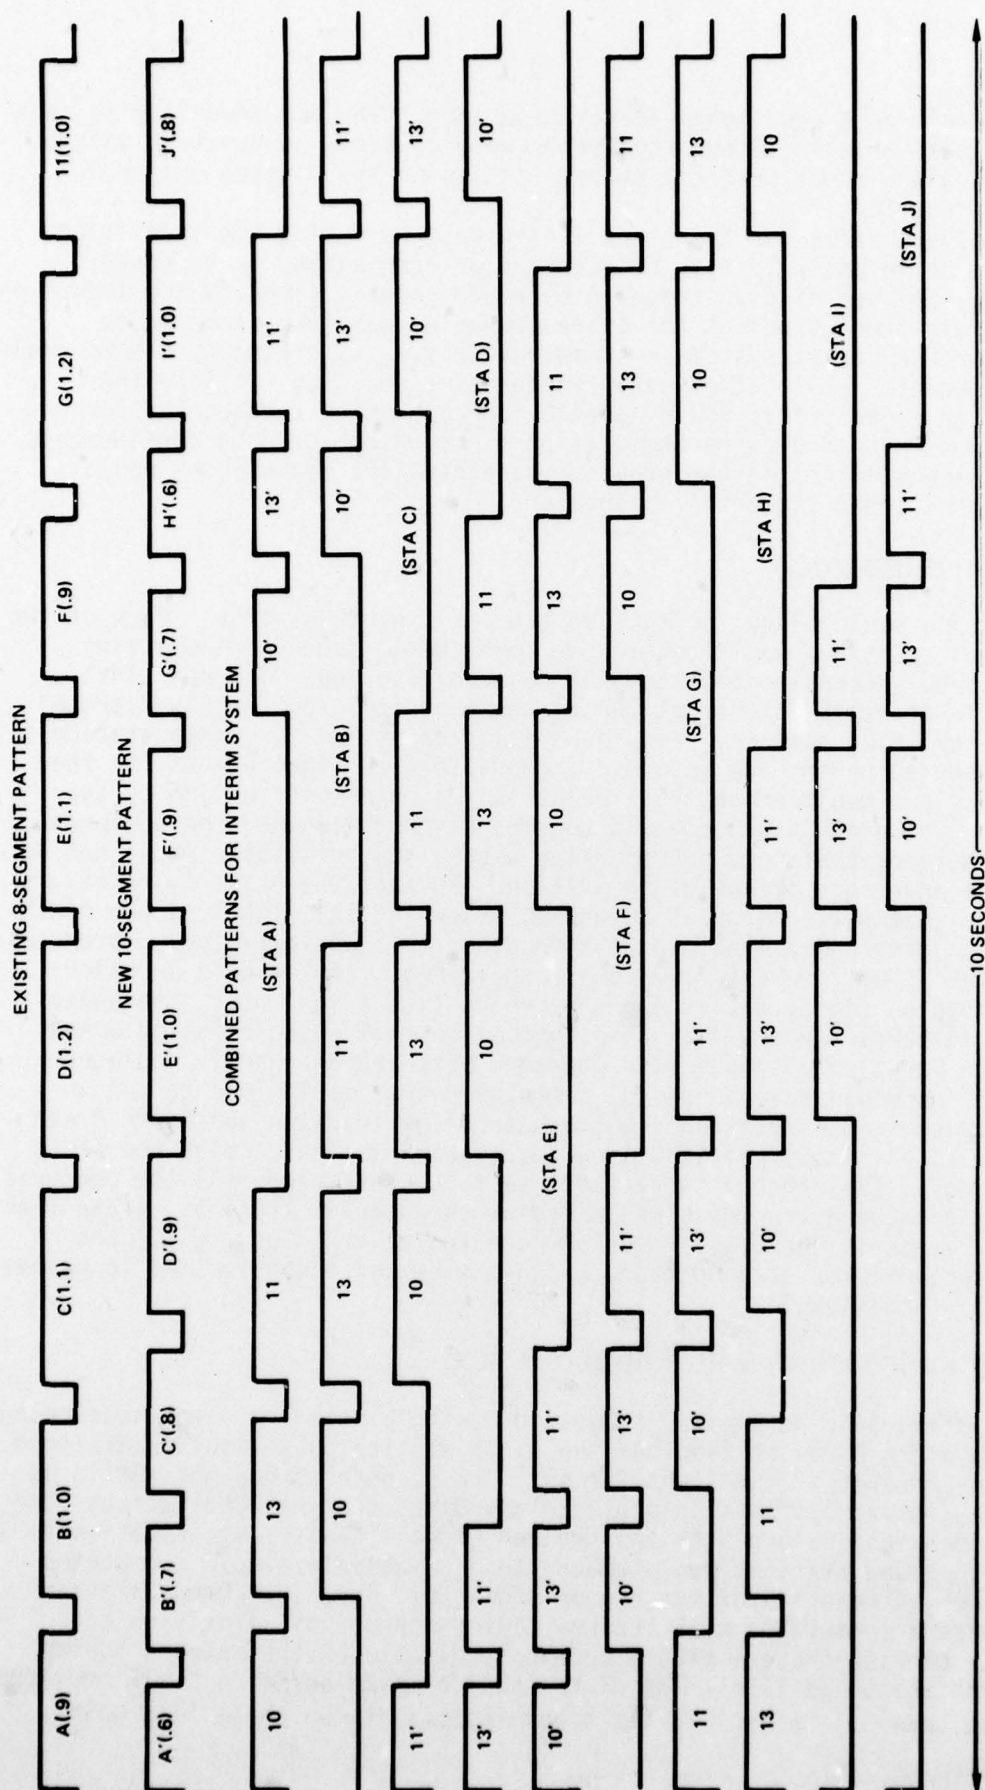 EXISTING 8-SEGMENT PATTERN
A(.9) B(1.0) C(1.1) D(1.2) E(1.1) F(.9) G(1.2) 11(1.0)
NEW 10-SEGMENT PATTERN
A'(.6) B'(.7) C'(.8) D'(.9) E'(1.0) F'(.9) G'(.7) H'(.6) I'(1.0) J'(.8)
COMBINED PATTERNS FOR INTERIM SYSTEM
10 13 11 (STA A) 10' 13' 11'
10 13 11 (STA B) 10' 13' 11'
11' 10 13 11 (STA C) 10' 13'
13' 11' 10 13 11 (STA D) 10'
10' 13' 11' (STA E) 10 13 11
10' 13' 11' (STA F) 10 13 11
11 10' 13' 11' (STA G) 10 13
13 11 10' 13' 11' (STA H) 10
10' 13' 11' (STA I)
10' 13' 11' (STA J)
10 SECONDS